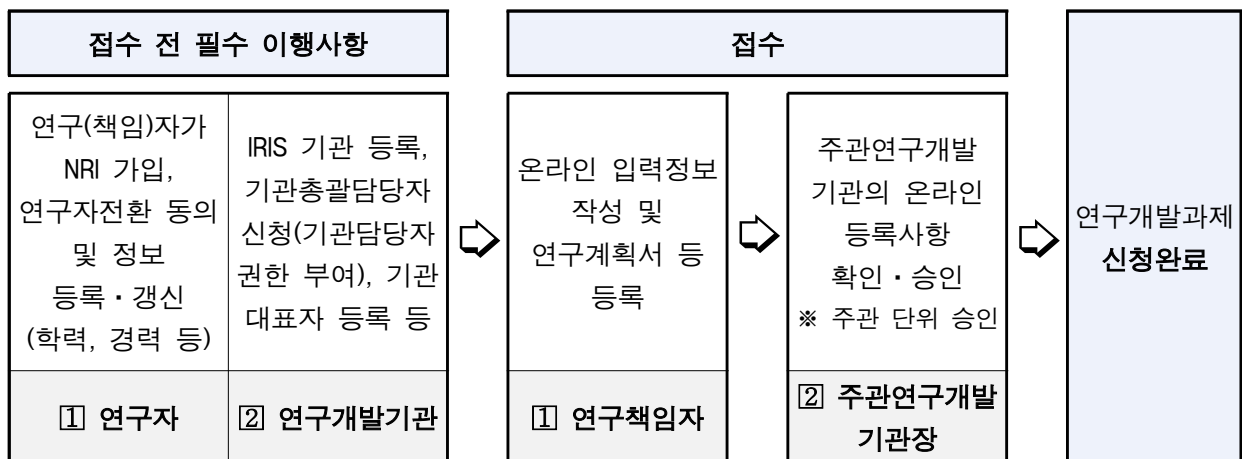 접수 전 필수 이행사항
연구(책임)자가
NRI 가입,
연구자전환 동의
및 정보
등록・갱신
(학력, 경력 등)
1 연구자
IRIS 기관 등록,
기관총괄담당자
신청(기관담당자
권한 부여), 기관
대표자 등록 등
2 연구개발기관
접수
온라인 입력정보
작성 및
연구계획서 등
등록
1 연구책임자
주관연구개발
기관의 온라인
등록사항
확인・승인
※ 주관 단위 승인
2 주관연구개발
기관장
연구개발과제
신청완료